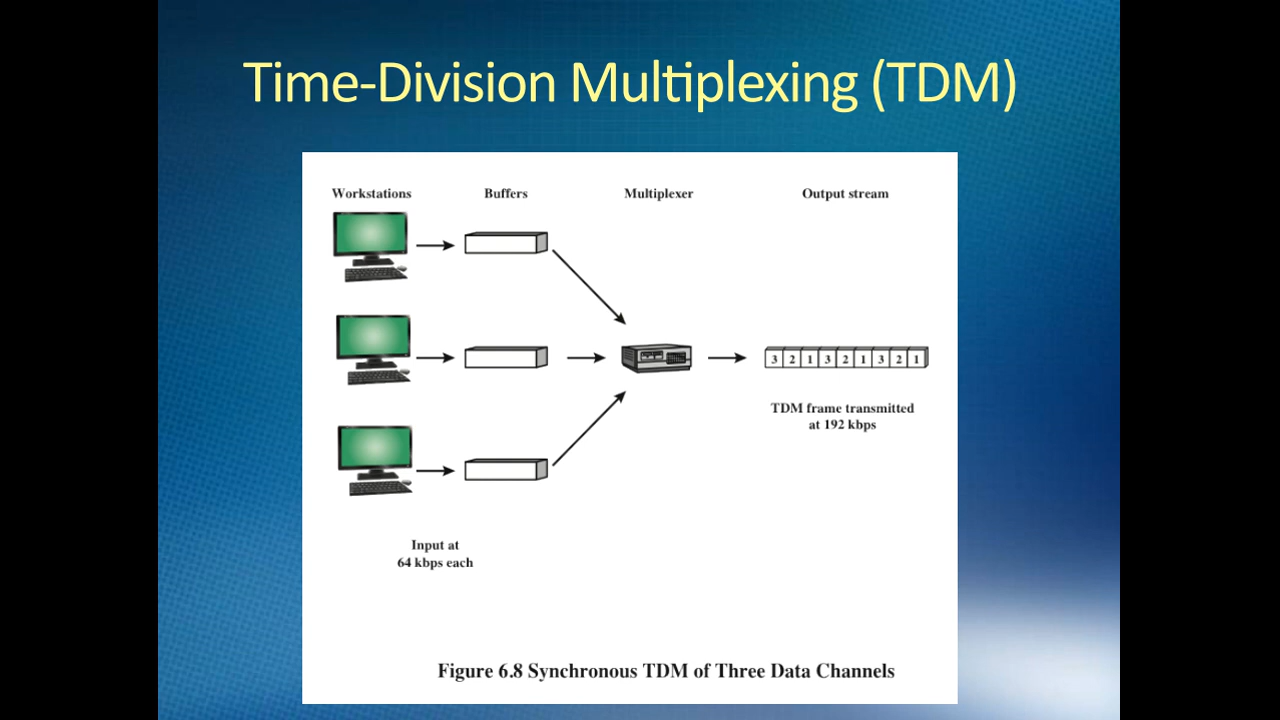 Time-Division Multiplexing (TDM)
Workstations Buffers Multiplexer Output stream
3 2 1 3 2 1 3 2 1
TDM frame transmitted
at 192 kbps
Input at
64 kbps each
Figure 6.8 Synchronous TDM of Three Data Channels